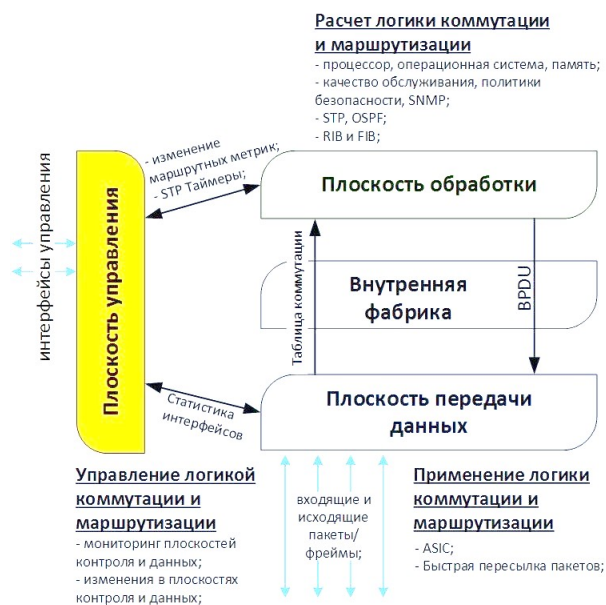 Расчет логики коммутации
и маршрутизации
- процессор, операционная система, память;
- качество обслуживания, политики
безопасности, SNMP;
- STP, OSPF;
- RIB и FIB;
- изменение
маршрутных метрик;
- STP Таймеры;
Плоскость обработки
интерфейсы управления
Плоскость управления
Таблица коммутации
Внутренняя
фабрика
BPDU
Статистика
интерфейсов
Плоскость передачи
данных
Управление логикой
коммутации и
маршрутизации
- мониторинг плоскостей
контроля и данных;
- изменения в плоскостях
контроля и данных;
входящие и
исходящие
пакеты/
фреймы;
Применение логики
коммутации и
маршрутизации
- ASIC;
- Быстрая пересылка пакетов;